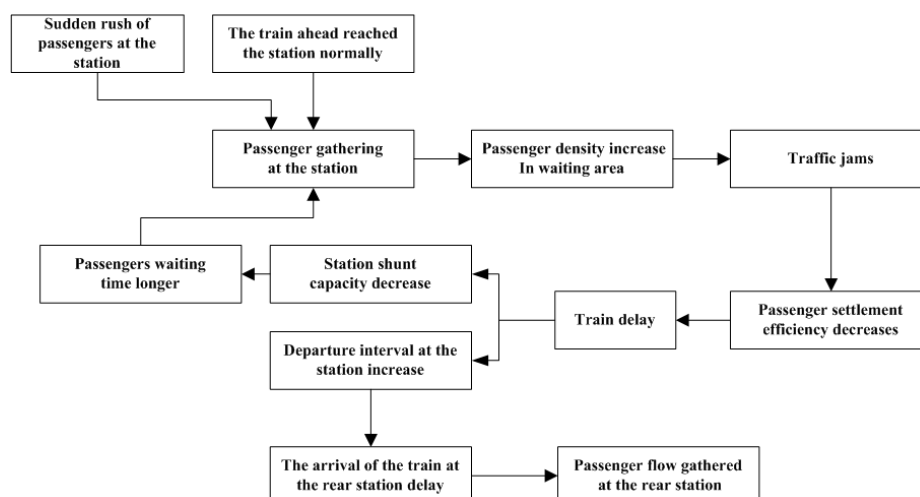 Sudden rush of
passengers at the
station
The train ahead reached
the station normally
Passenger gathering
at the station
Passenger density increase
In waiting area
Traffic jams
Passengers waiting
time longer
Station shunt
capacity decrease
Train delay
Passenger settlement
efficiency decreases
Departure interval at the
station increase
The arrival of the train at
the rear station delay
Passenger flow gathered
at the rear station